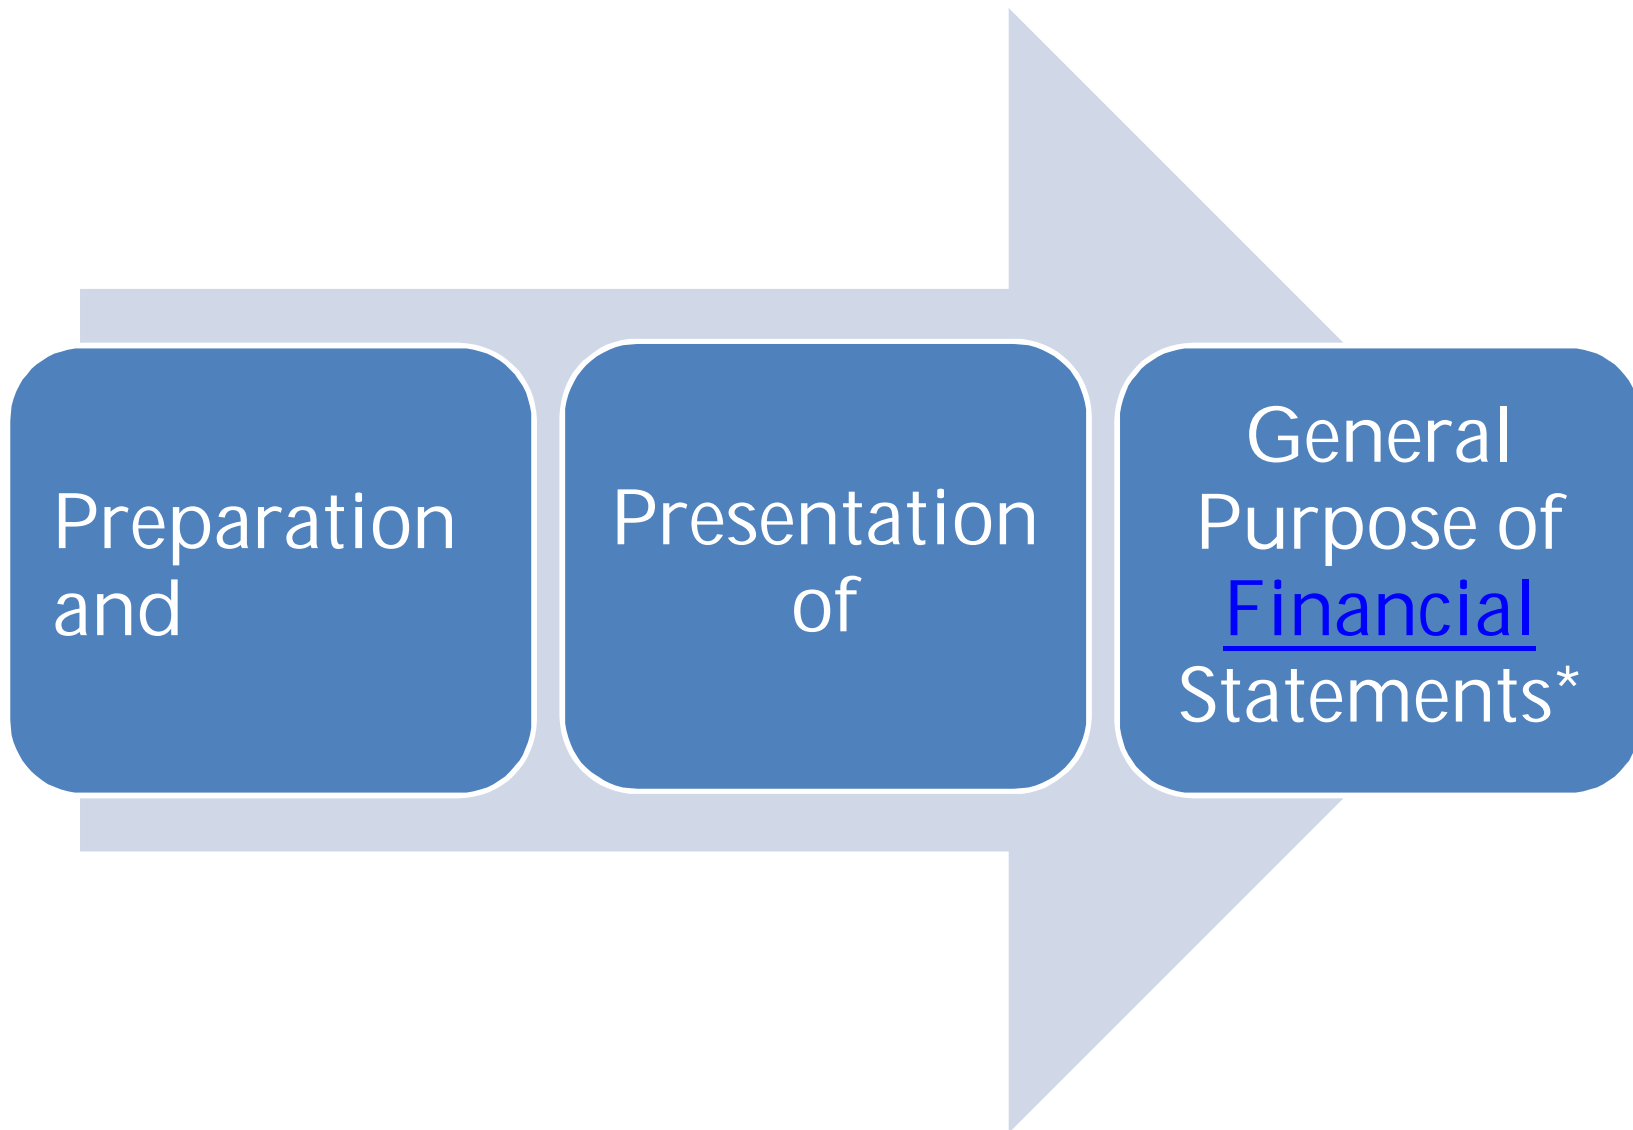 Preparation
and
Presentation
of
General
Purpose of
Financial
Statements*